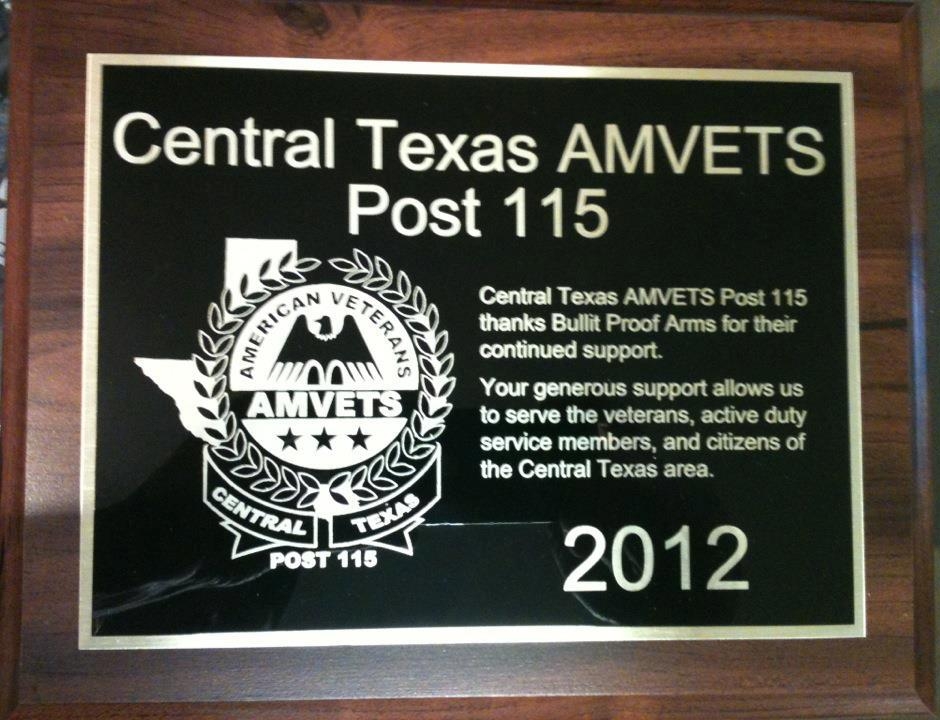 Central Texas AMVETS
Post 115
AMERICAN VETERANS
AMVETS
CENTRAL TEXAS
POST 115
Central Texas AMVETS Post 115
thanks Bullit Proof Arms for their
continued support.
Your generous support allows us
to serve the veterans, active duty
service members, and citizens of
the Central Texas area.
2012